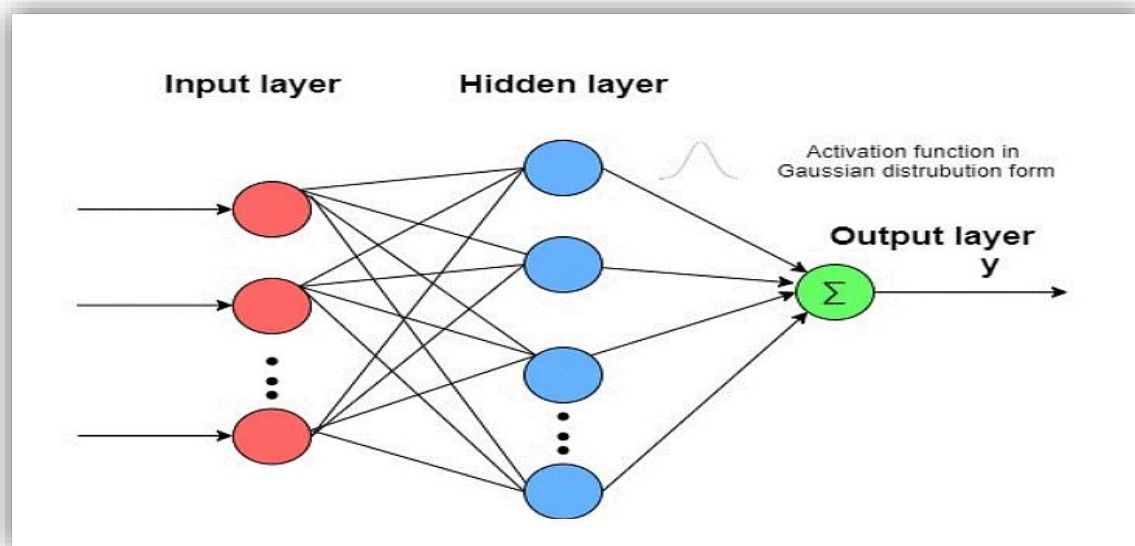 Input layer
Hidden layer
Activation function in
Gaussian distrubution form
Output layer
y
Σ